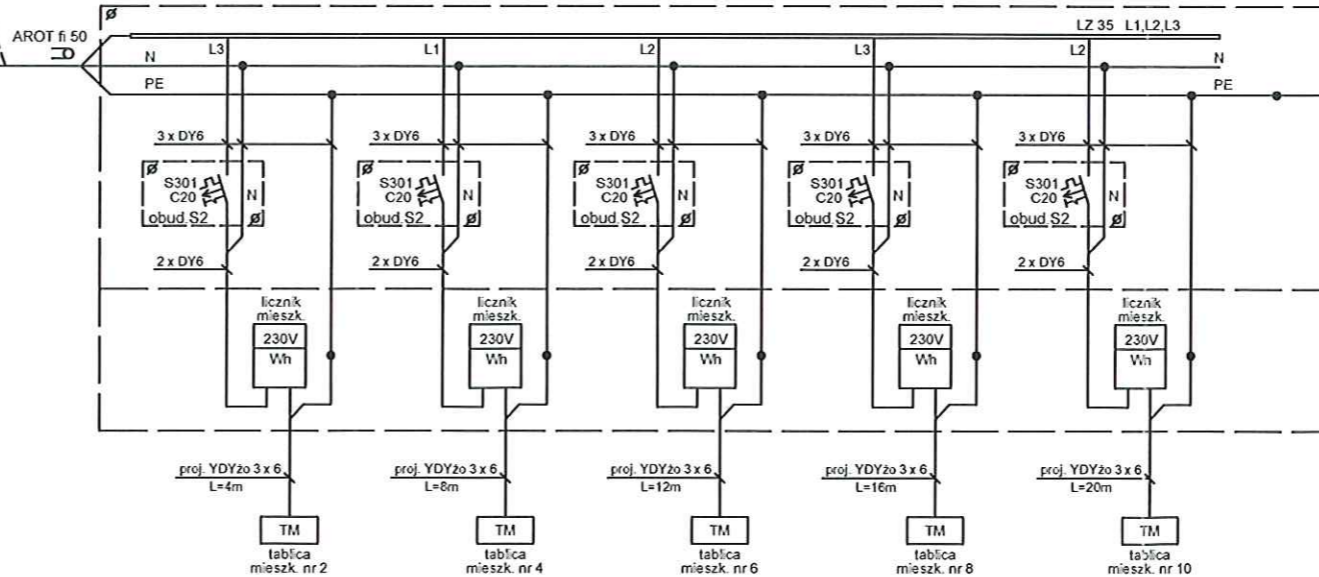 AROT fi 50
LZ 35 L1,L2,L3
L3
L1
L2
L3
L2
N
N
PE
PE
3 x DY6
3 x DY6
3 x DY6
3 x DY6
3 x DY6
S301
C20
N
obud.S2
S301
C20
N
obud.S2
S301
C20
N
obud.S2
S301
C20
N
obud.S2
S301
C20
N
obud.S2
2 x DY6
2 x DY6
2 x DY6
2 x DY6
2 x DY6
licznik
mieszk.
230V
Wh
licznik
mieszk.
230V
Wh
licznik
mieszk.
230V
Wh
licznik
mieszk.
230V
Wh
licznik
mieszk.
230V
Wh
proj. YDYżo 3 x 6
L=4m
proj. YDYżo 3 x 6
L=8m
proj. YDYżo 3 x 6
L=12m
proj. YDYżo 3 x 6
L=16m
proj. YDYżo 3 x 6
L=20m
TM
tablica
mieszk. nr 2
TM
tablica
mieszk. nr 4
TM
tablica
mieszk. nr 6
TM
tablica
mieszk. nr 8
TM
tablica
mieszk. nr 10